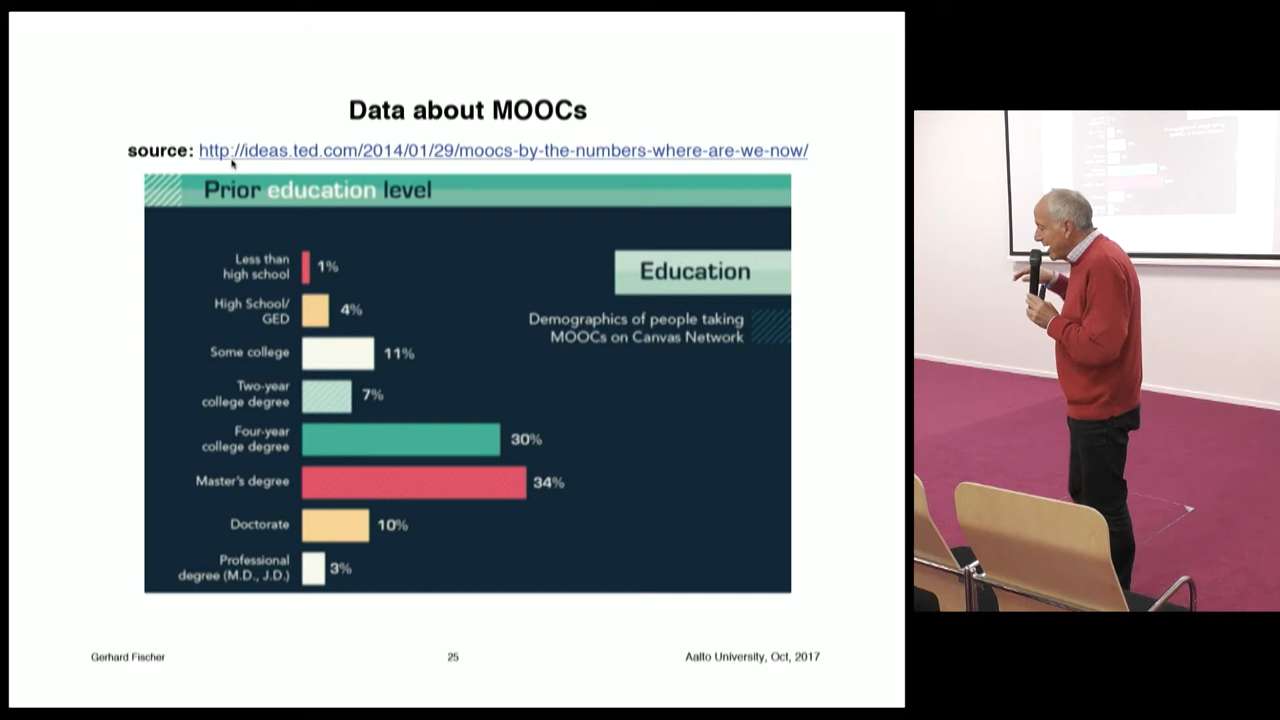 Data about MOOCs
source: http://ideas.ted.com/2014/01/29/moocs-by-the-numbers-where-are-we-now/
Prior education level
Less than
high school
1%
High School/
GED
4%
Some college
11%
Two-year
college degree
7%
Four-year
college degree
30%
Master's degree
34%
Doctorate
10%
Professional
degree (M.D., J.D.)
3%
Education
Demographics of people taking
MOOCs on Canvas Network
Gerhard Fischer
25
Aalto University, Oct, 2017